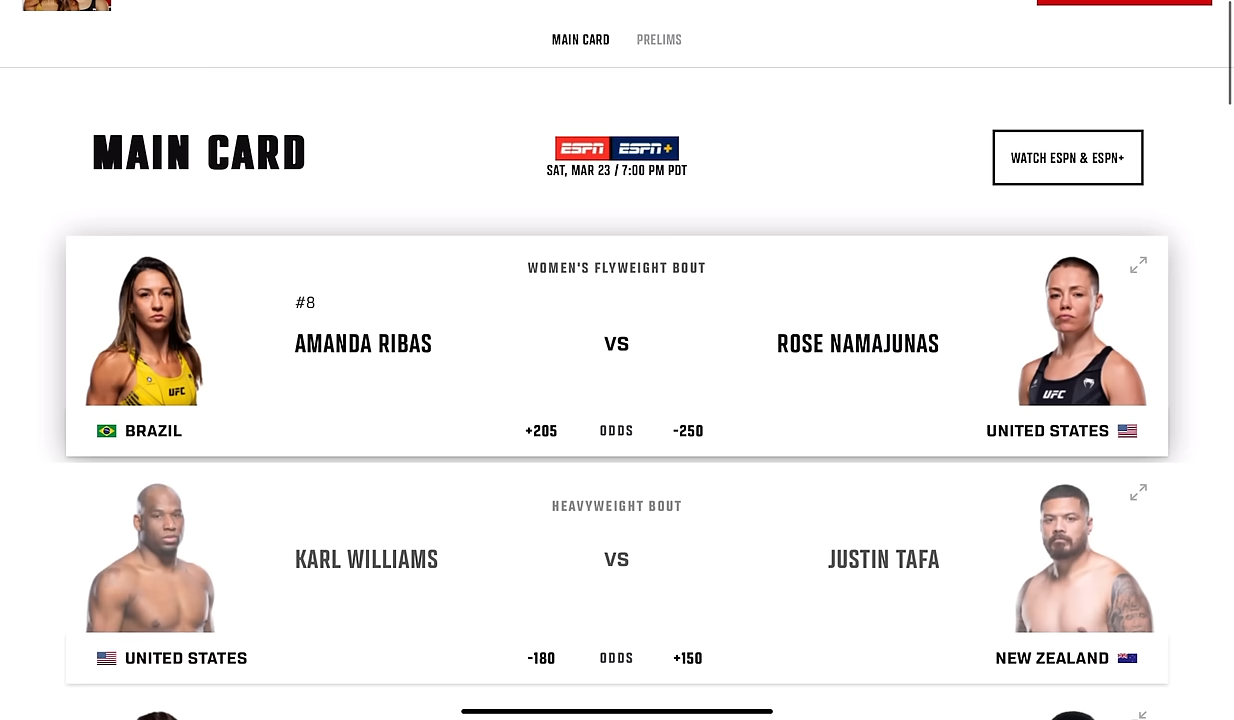 MAIN CARD PRELIMS
MAIN CARD
ESPN ESPN+
SAT, MAR 23 / 7:00 PM PDT
WATCH ESPN & ESPN+
WOMEN'S FLYWEIGHT BOUT
#8
AMANDA RIBAS VS ROSE NAMAJUNAS
UFC
UFC
BRAZIL +205 ODDS -250 UNITED STATES
HEAVYWEIGHT BOUT
KARL WILLIAMS VS JUSTIN TAFA
UNITED STATES -180 ODDS +150 NEW ZEALAND